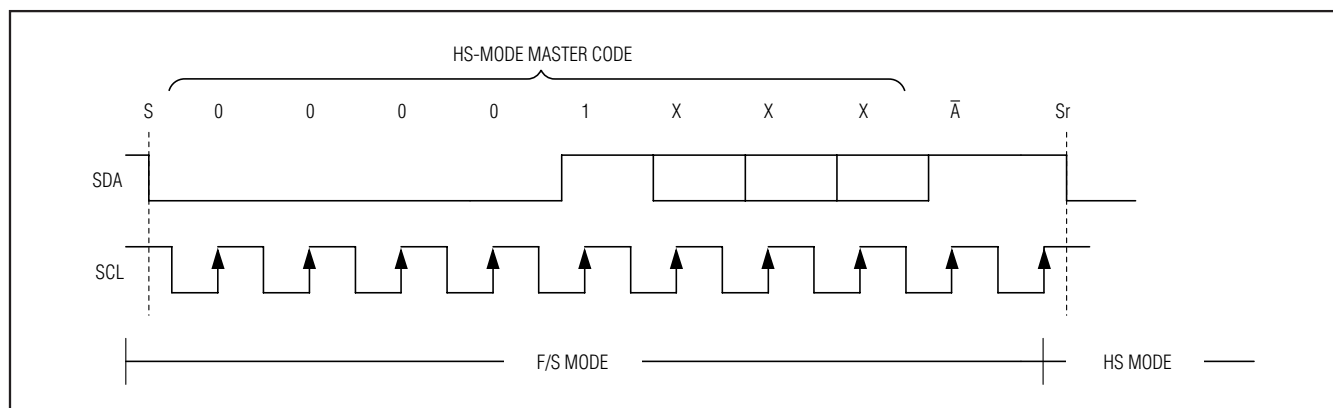 HS-MODE MASTER CODE
S 0 0 0 0 1 X X X A̅ Sr
SDA
SCL
F/S MODE HS MODE